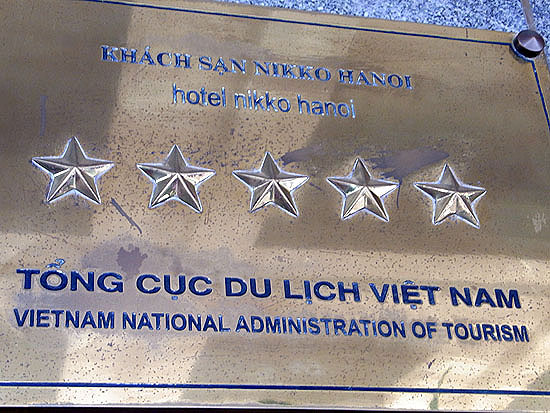 KHÁCH SẠN NIKKO HANOI
hotel nikko hanoi
TỔNG CỤC DU LỊCH VIỆT NAM
VIETNAM NATIONAL ADMINISTRATION OF TOURISM